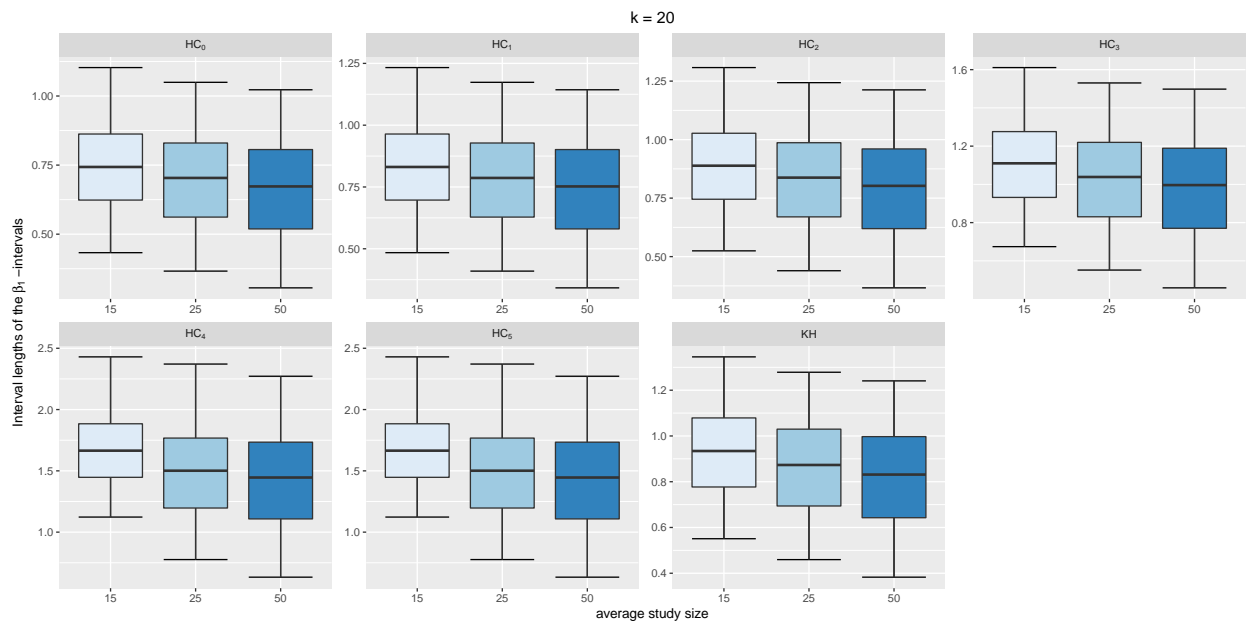 k = 20
HC₀
HC₁
HC₂
HC₃
1.00
0.75
0.50
1.25
1.00
0.75
0.50
1.25
1.00
0.75
0.50
1.6
1.2
0.8
15 25 50
15 25 50
15 25 50
15 25 50
Interval lengths of the β₁ −intervals
HC₄
HC₅
KH
2.5
2.0
1.5
1.0
2.5
2.0
1.5
1.0
1.2
1.0
0.8
0.6
0.4
15 25 50
15 25 50
15 25 50
average study size